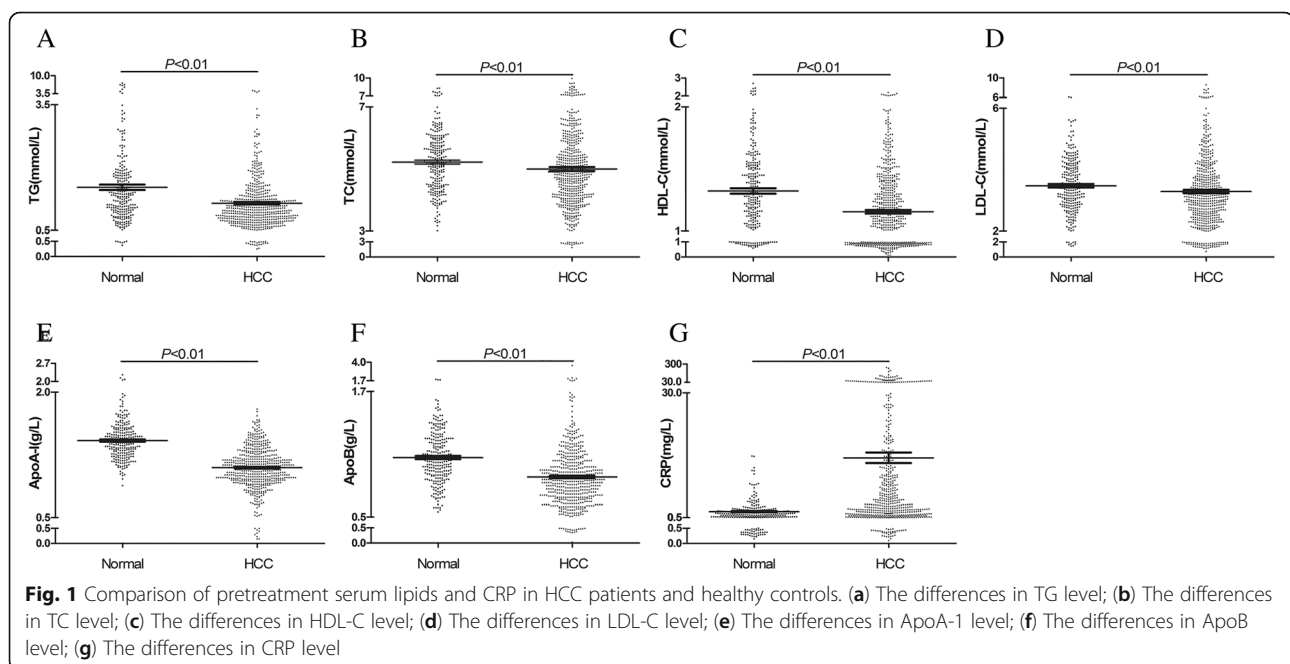 A
B
C
D
P<0.01
P<0.01
P<0.01
P<0.01
TG(mmol/L)
10.0
3.5
3.5
0.5
0.5
0.0
Normal
HCC
TC(mmol/L)
10
7
7
3
3
0
Normal
HCC
HDL-C(mmol/L)
3
2
2
1
1
0
Normal
HCC
LDL-C(mmol/L)
10
6
6
2
2
0
Normal
HCC
E
F
G
P<0.01
P<0.01
P<0.01
ApoA-I(g/L)
2.7
2.0
2.0
0.5
0.5
0.0
Normal
HCC
ApoB(g/L)
4.0
1.7
1.7
0.5
0.5
0.0
Normal
HCC
CRP(mg/L)
300
30.0
30.0
0.5
0.5
0.0
Normal
HCC
Fig. 1 Comparison of pretreatment serum lipids and CRP in HCC patients and healthy controls. (a) The differences in TG level; (b) The differences
in TC level; (c) The differences in HDL-C level; (d) The differences in LDL-C level; (e) The differences in ApoA-1 level; (f) The differences in ApoB
level; (g) The differences in CRP level